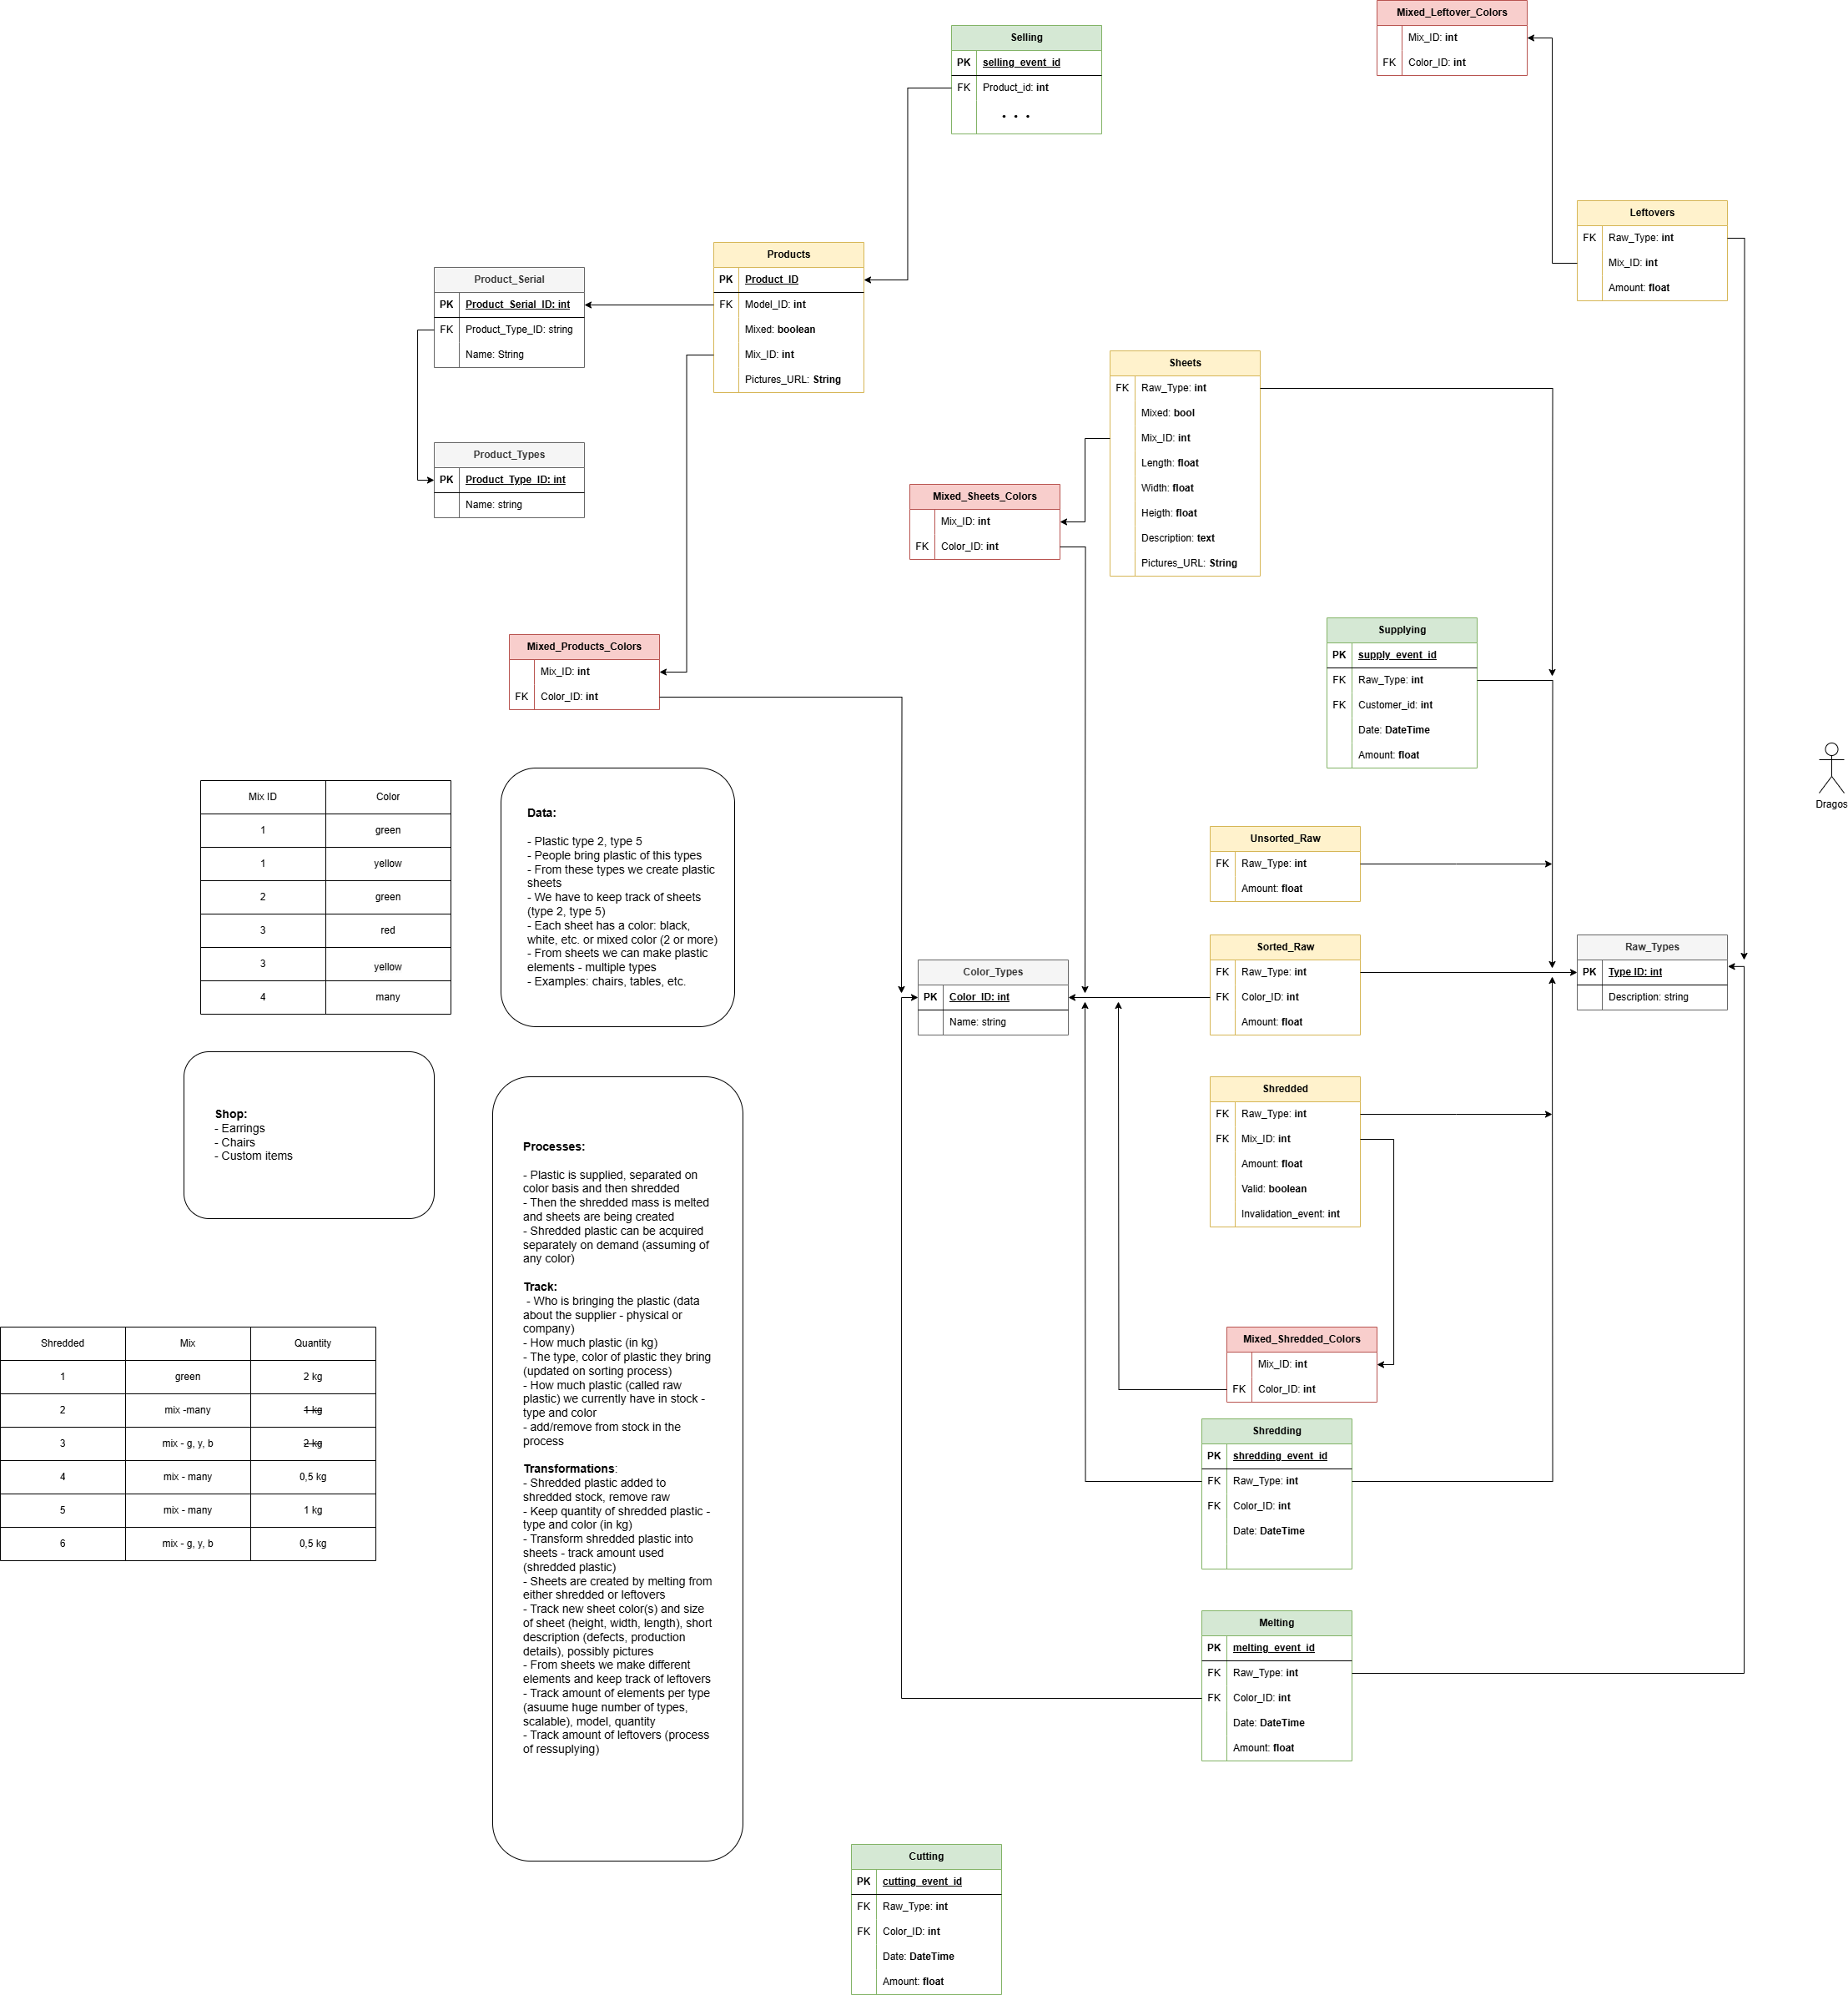 Mixed_Leftover_Colors
Mix_ID: int
FK Color_ID: int
Selling
PK selling_event_id
FK Product_id: int
. . .
Leftovers
FK Raw_Type: int
Mix_ID: int
Amount: float
Products
PK Product_ID
FK Model_ID: int
Mixed: boolean
Mix_ID: int
Pictures_URL: String
Product_Serial
PK Product_Serial_ID: int
FK Product_Type_ID: string
Name: String
Product_Types
PK Product_Type_ID: int
Name: string
Sheets
FK Raw_Type: int
Mixed: bool
Mix_ID: int
Length: float
Width: float
Heigth: float
Description: text
Pictures_URL: String
Mixed_Sheets_Colors
Mix_ID: int
FK Color_ID: int
Mixed_Products_Colors
Mix_ID: int
FK Color_ID: int
Supplying
PK supply_event_id
FK Raw_Type: int
FK Customer_id: int
Date: DateTime
Amount: float
Dragos
Mix ID Color
1 green
1 yellow
2 green
3 red
3 yellow
4 many
Data:
- Plastic type 2, type 5
- People bring plastic of this types
- From these types we create plastic
sheets
- We have to keep track of sheets
(type 2, type 5)
- Each sheet has a color: black,
white, etc. or mixed color (2 or more)
- From sheets we can make plastic
elements - multiple types
- Examples: chairs, tables, etc.
Unsorted_Raw
FK Raw_Type: int
Amount: float
Sorted_Raw
FK Raw_Type: int
FK Color_ID: int
Amount: float
Raw_Types
PK Type ID: int
Description: string
Color_Types
PK Color_ID: int
Name: string
Shop:
- Earrings
- Chairs
- Custom items
Processes:
- Plastic is supplied, separated on
color basis and then shredded
- Then the shredded mass is melted
and sheets are being created
- Shredded plastic can be acquired
separately on demand (assuming of
any color)
Track:
- Who is bringing the plastic (data
about the supplier - physical or
company)
- How much plastic (in kg)
- The type, color of plastic they bring
(updated on sorting process)
- How much plastic (called raw
plastic) we currently have in stock -
type and color
- add/remove from stock in the
process
Transformations:
- Shredded plastic added to
shredded stock, remove raw
- Keep quantity of shredded plastic -
type and color (in kg)
- Transform shredded plastic into
sheets - track amount used
(shredded plastic)
- Sheets are created by melting from
either shredded or leftovers
- Track new sheet color(s) and size
of sheet (height, width, length), short
description (defects, production
details), possibly pictures
- From sheets we make different
elements and keep track of leftovers
- Track amount of elements per type
(asuume huge number of types,
scalable), model, quantity
- Track amount of leftovers (process
of ressuplying)
Shredded
FK Raw_Type: int
FK Mix_ID: int
Amount: float
Valid: boolean
Invalidation_event: int
Mixed_Shredded_Colors
Mix_ID: int
FK Color_ID: int
Shredded Mix Quantity
1 green 2 kg
2 mix -many 1 kg
3 mix - g, y, b 2 kg
4 mix - many 0,5 kg
5 mix - many 1 kg
6 mix - g, y, b 0,5 kg
Shredding
PK shredding_event_id
FK Raw_Type: int
FK Color_ID: int
Date: DateTime
Melting
PK melting_event_id
FK Raw_Type: int
FK Color_ID: int
Date: DateTime
Amount: float
Cutting
PK cutting_event_id
FK Raw_Type: int
FK Color_ID: int
Date: DateTime
Amount: float